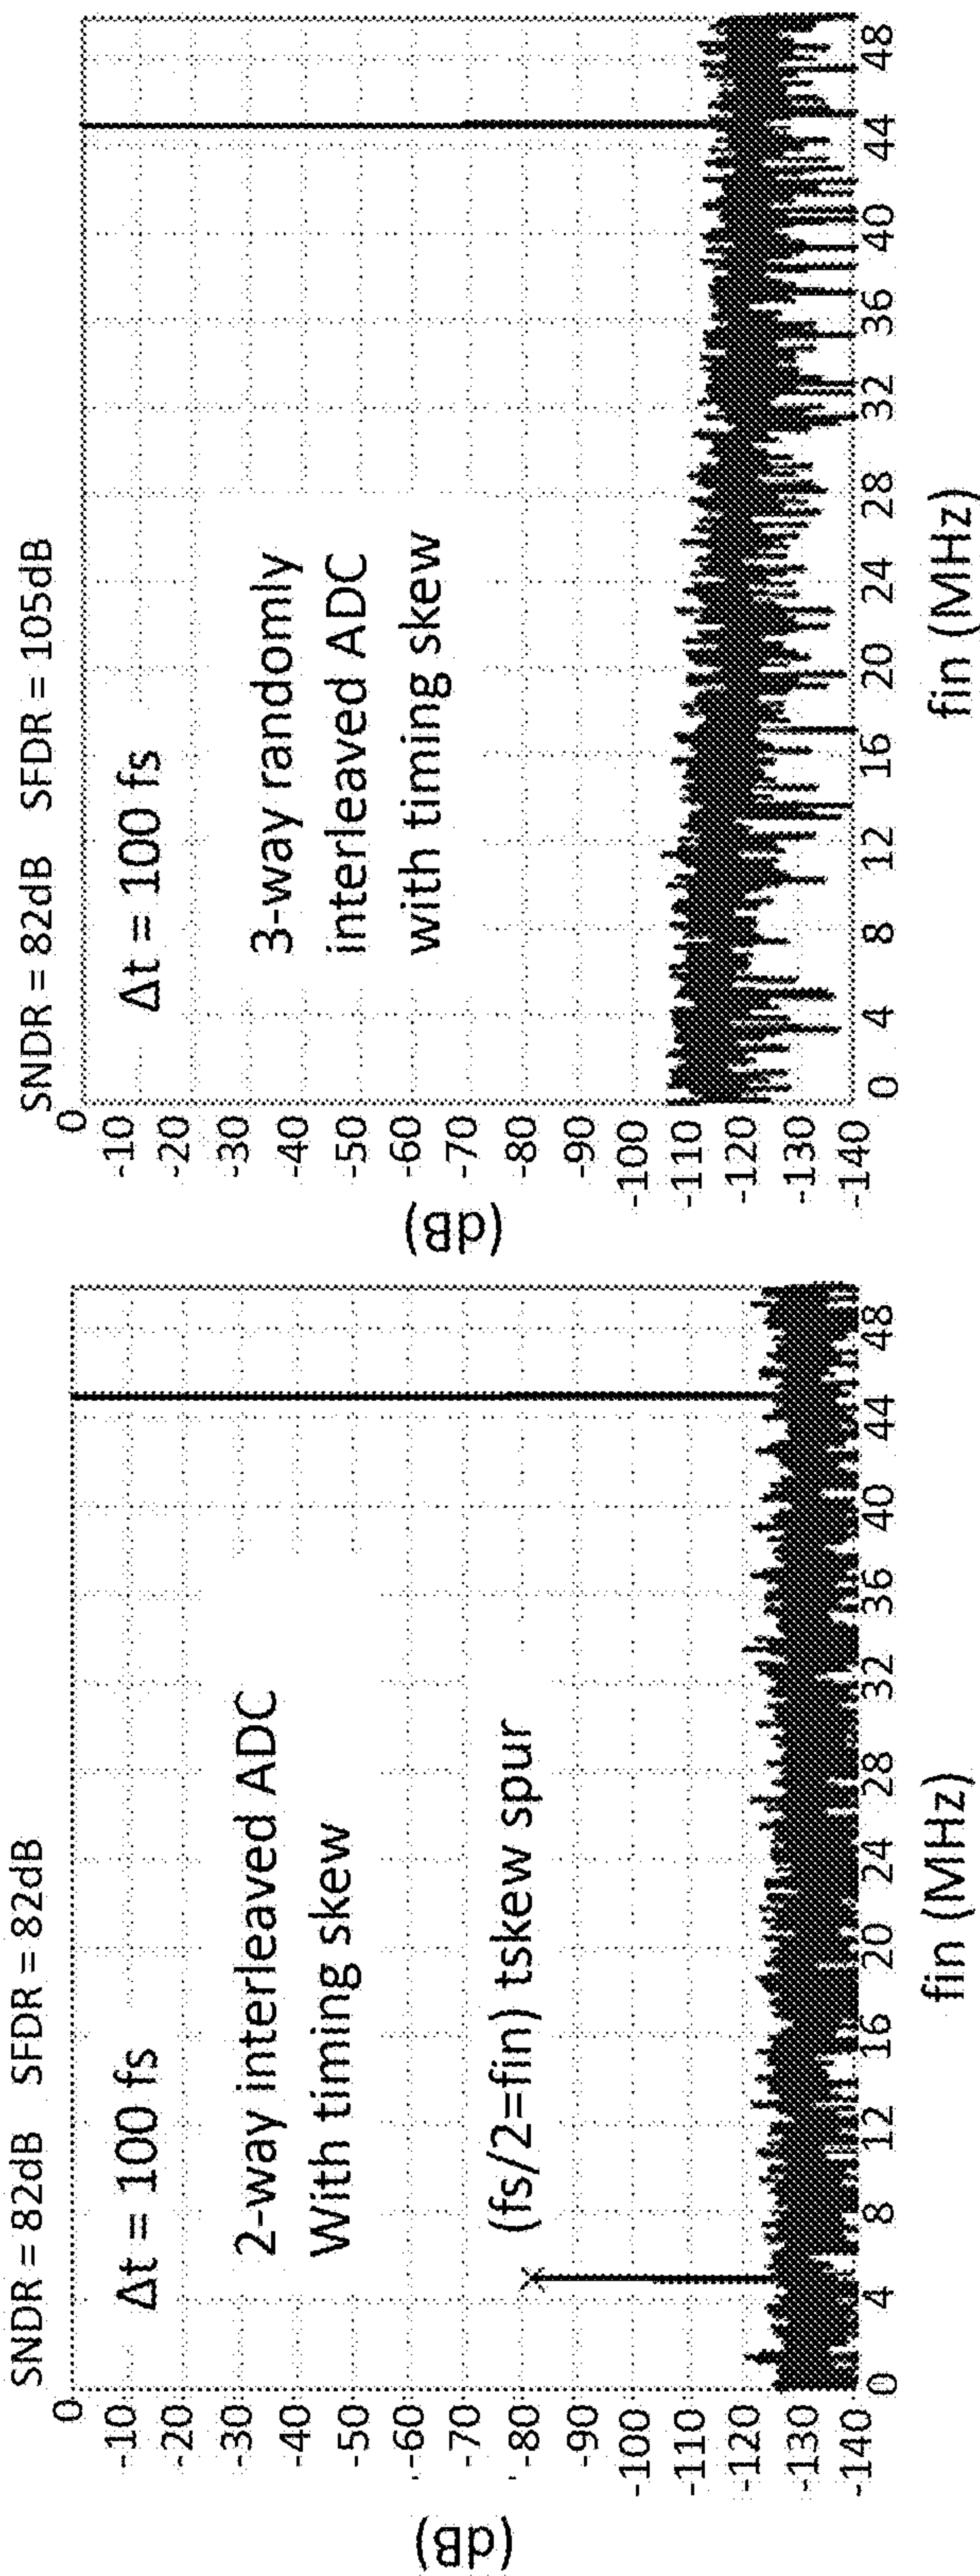 SNDR = 82dB   SFDR = 82dB
Δt = 100 fs
2-way interleaved ADC
With timing skew
(fs/2=fin) tskew spur
(dB)
0
-10
-20
-30
-40
-50
-60
-70
-80
-90
-100
-110
-120
-130
-140
0 4 8 12 16 20 24 28 32 36 40 44 48
fin (MHz)
SNDR = 82dB   SFDR = 105dB
Δt = 100 fs
3-way randomly
interleaved ADC
with timing skew
(dB)
0
-10
-20
-30
-40
-50
-60
-70
-80
-90
-100
-110
-120
-130
-140
0 4 8 12 16 20 24 28 32 36 40 44 48
fin (MHz)